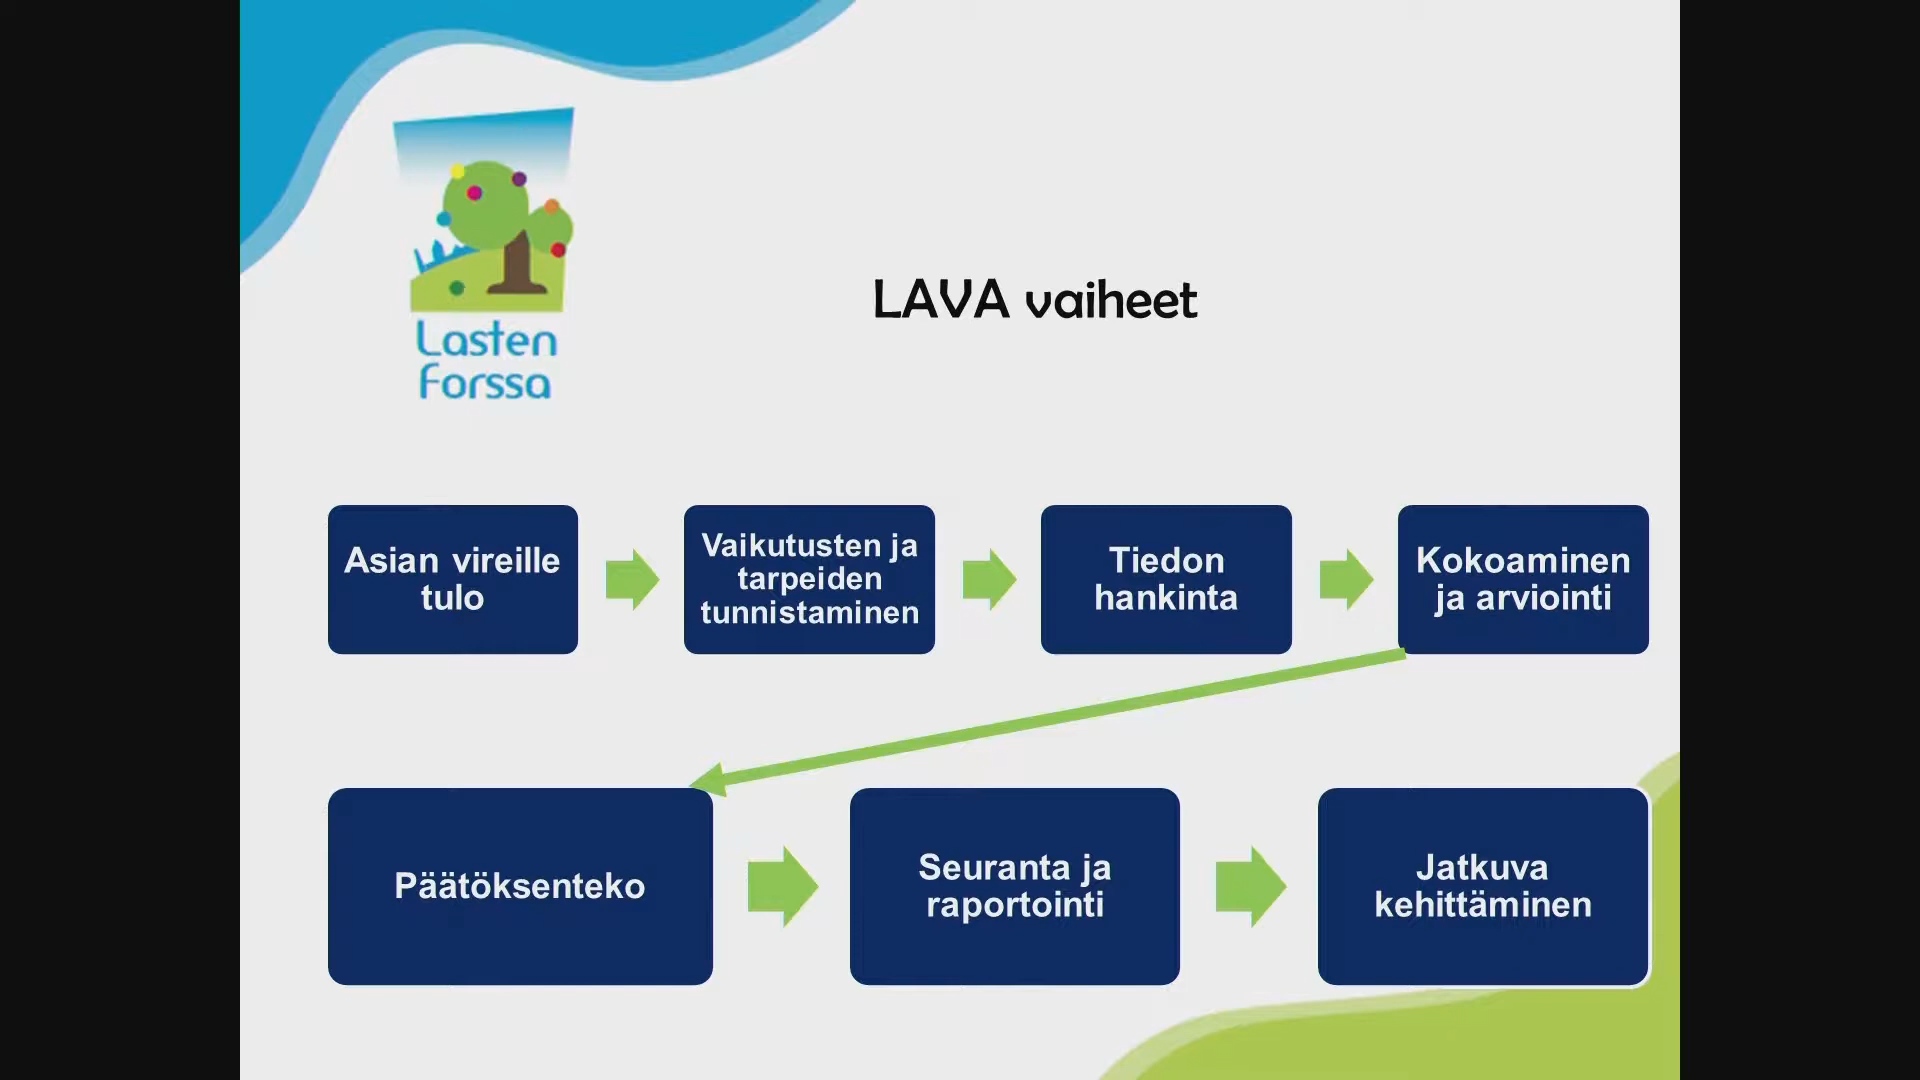 Lasten
Forssa
LAVA vaiheet
Asian vireille
tulo
Vaikutusten ja
tarpeiden
tunnistaminen
Tiedon
hankinta
Kokoaminen
ja arviointi
Päätöksenteko
Seuranta ja
raportointi
Jatkuva
kehittäminen